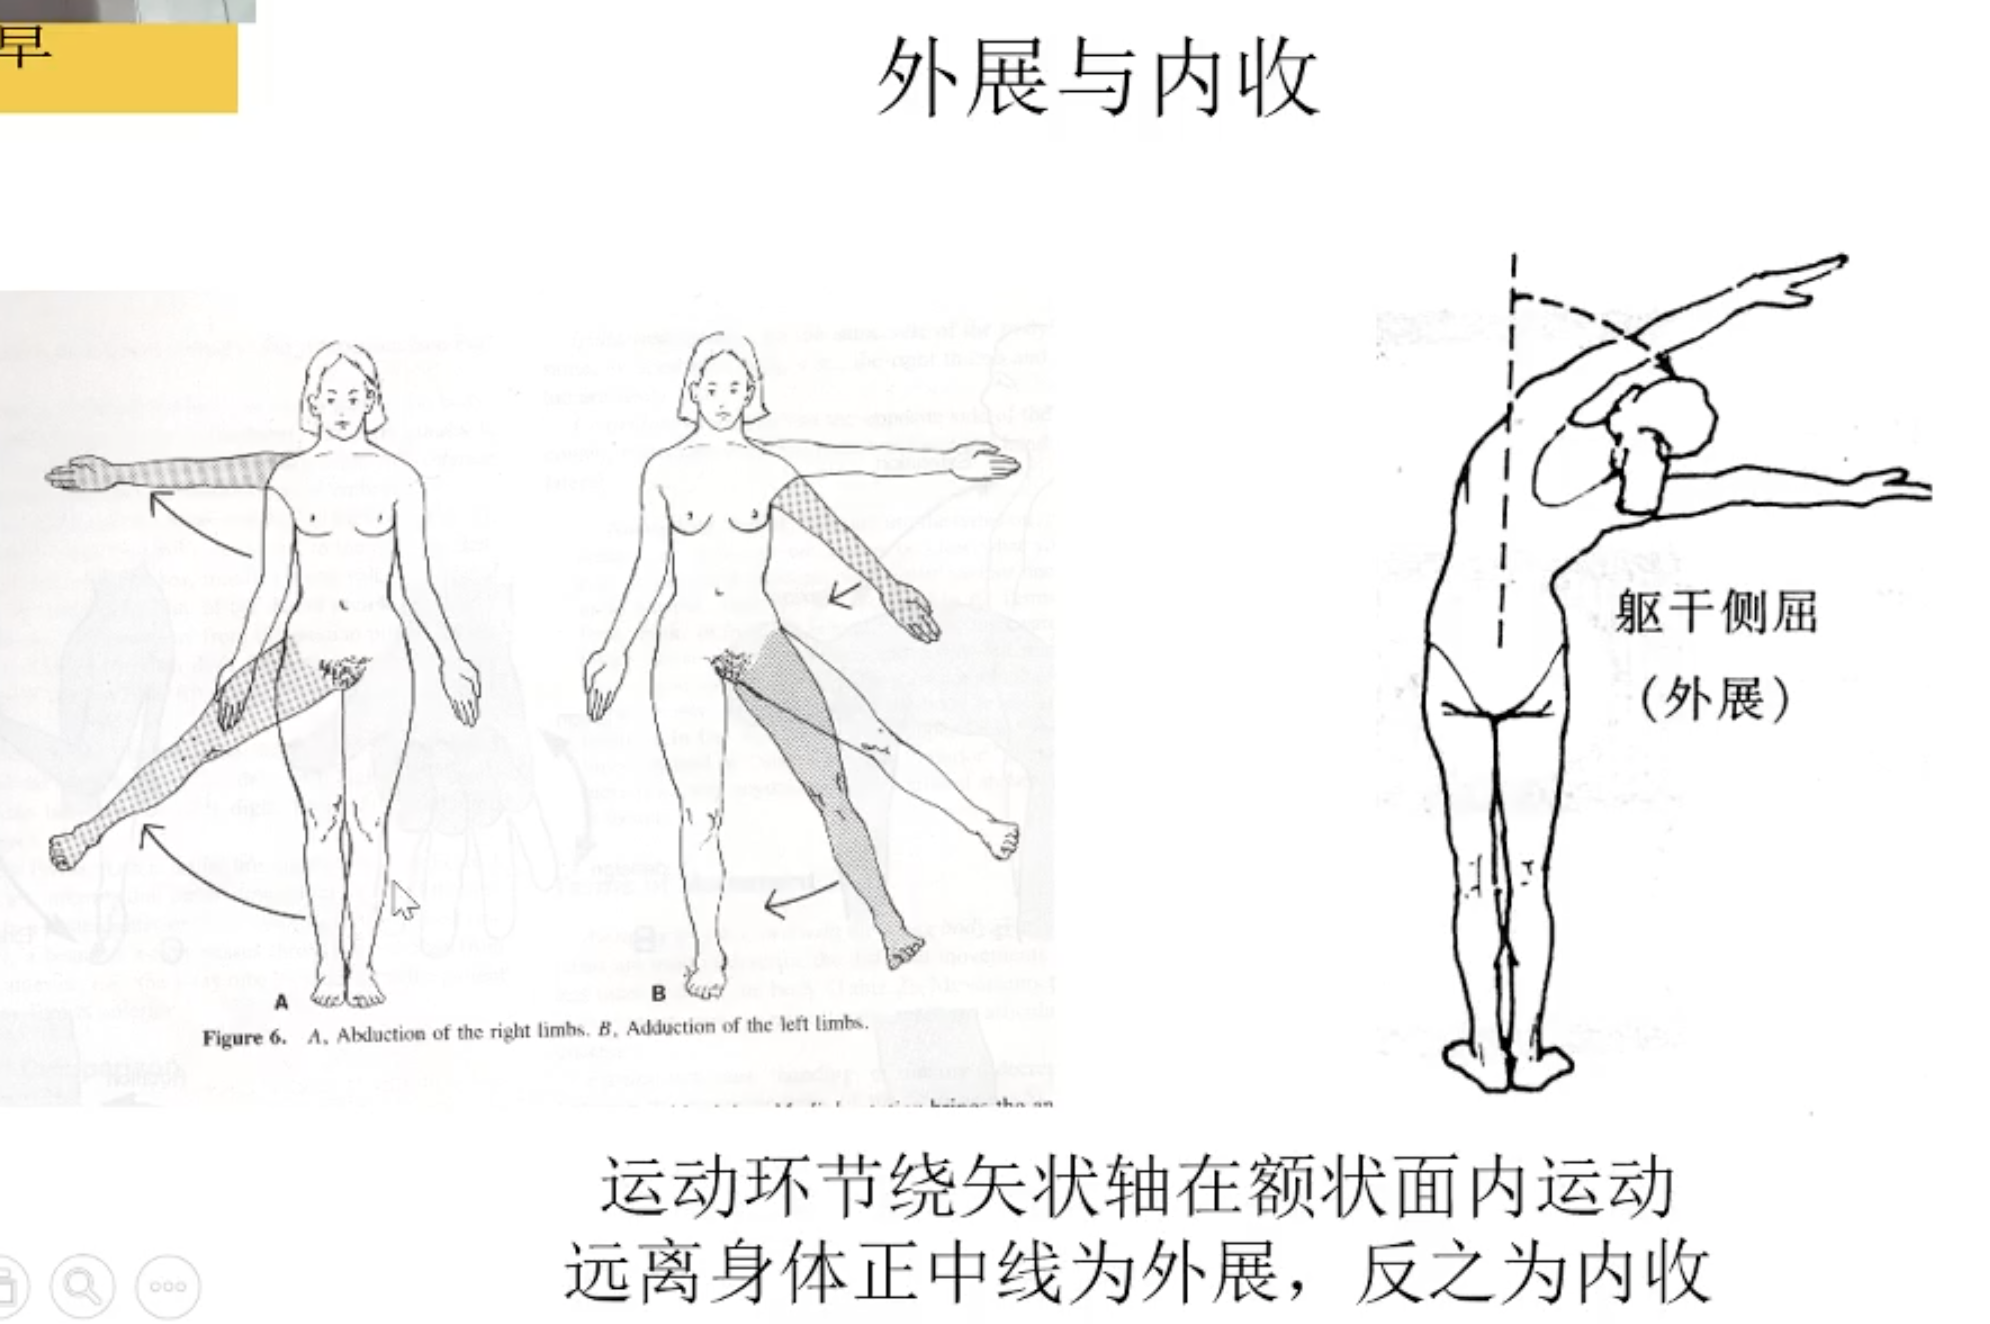 外展与内收
躯干侧屈
（外展）
A
B
Figure 6. A, Abduction of the right limbs. B, Adduction of the left limbs.
运动环节绕矢状轴在额状面内运动
远离身体正中线为外展，反之为内收